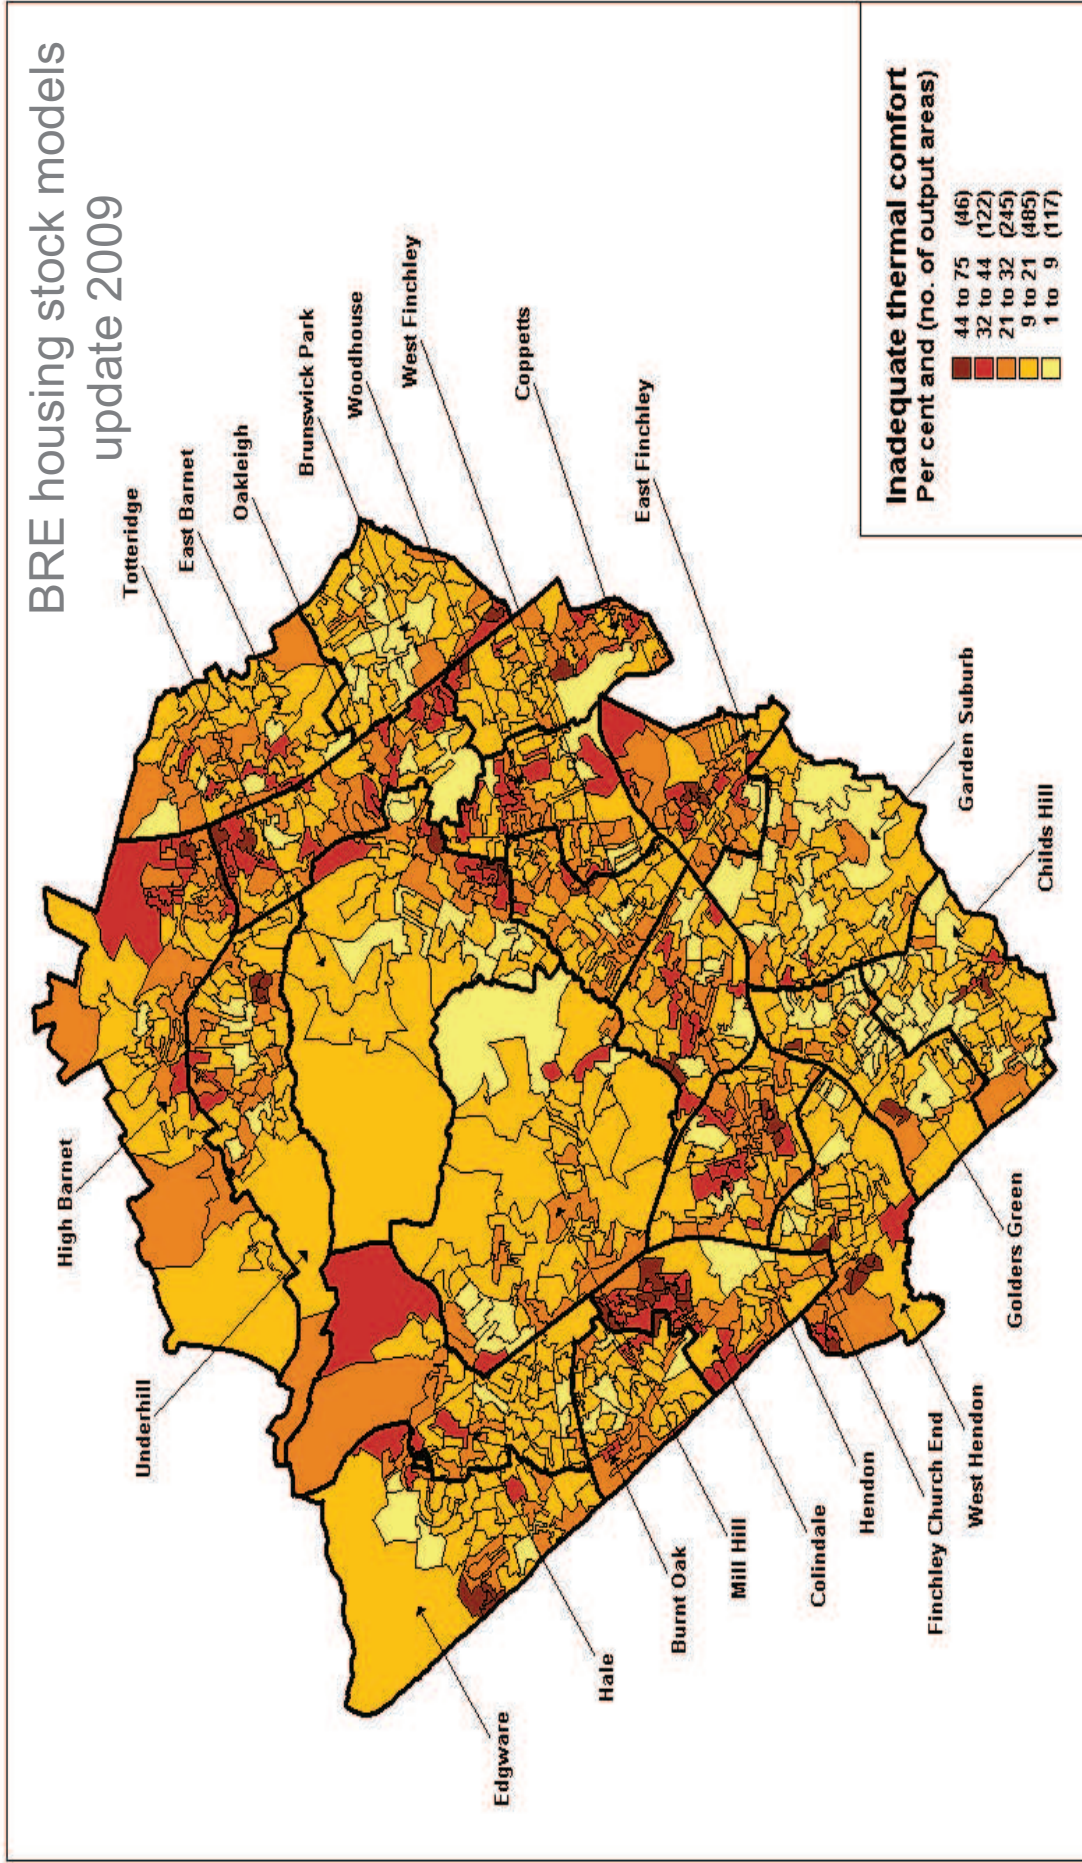 BRE housing stock models
update 2009
High Barnet
Underhill
Edgware
Hale
Burnt Oak
Mill Hill
Colindale
Hendon
Finchley Church End
West Hendon
Golders Green
Childs Hill
Garden Suburb
East Finchley
Coppetts
West Finchley
Woodhouse
Brunswick Park
Oakleigh
East Barnet
Totteridge
Inadequate thermal comfort
Per cent and (no. of output areas)
44 to 75 (46)
32 to 44 (122)
21 to 32 (245)
9 to 21 (485)
1 to 9 (117)